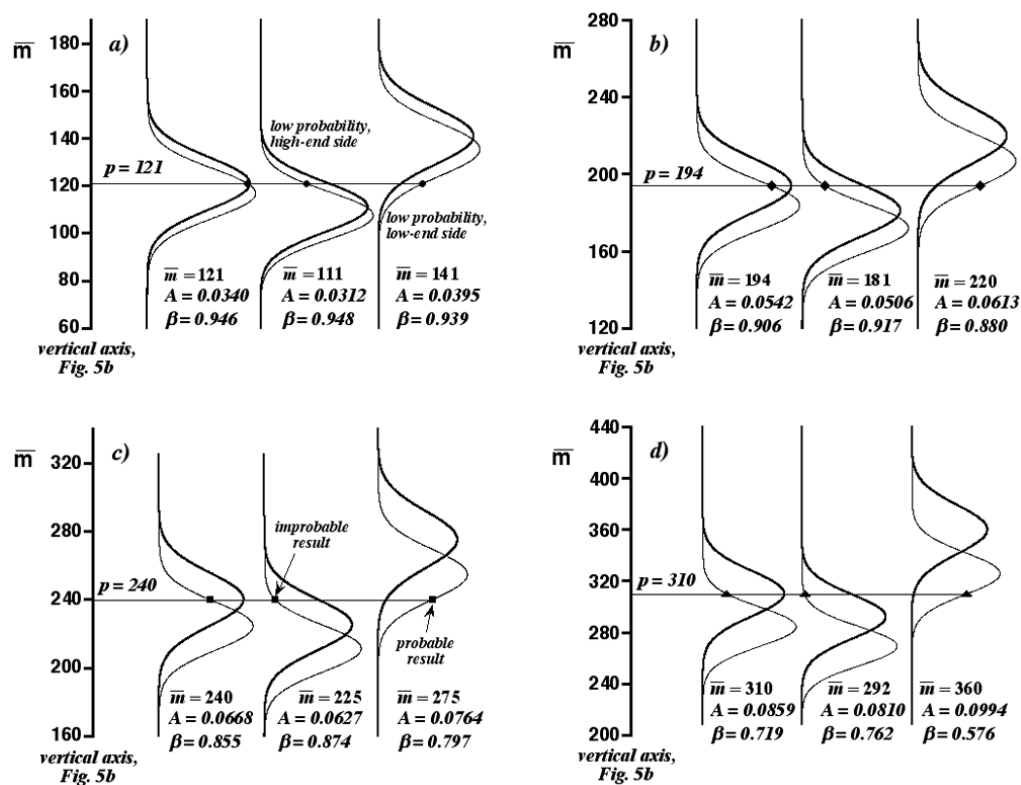 m̅
a)
180
160
140
120
100
80
60
p = 121
low probability,
high-end side
low probability,
low-end side
m̅ = 121
A = 0.0340
β = 0.946
m̅ = 111
A = 0.0312
β = 0.948
m̅ = 141
A = 0.0395
β = 0.939
vertical axis,
Fig. 5b
m̅
b)
280
240
200
160
120
p = 194
m̅ = 194
A = 0.0542
β = 0.906
m̅ = 181
A = 0.0506
β = 0.917
m̅ = 220
A = 0.0613
β = 0.880
vertical axis,
Fig. 5b
m̅
c)
320
280
240
200
160
p = 240
improbable
result
probable
result
m̅ = 240
A = 0.0668
β = 0.855
m̅ = 225
A = 0.0627
β = 0.874
m̅ = 275
A = 0.0764
β = 0.797
vertical axis,
Fig. 5b
m̅
d)
440
400
360
320
280
240
200
p = 310
m̅ = 310
A = 0.0859
β = 0.719
m̅ = 292
A = 0.0810
β = 0.762
m̅ = 360
A = 0.0994
β = 0.576
vertical axis,
Fig. 5b